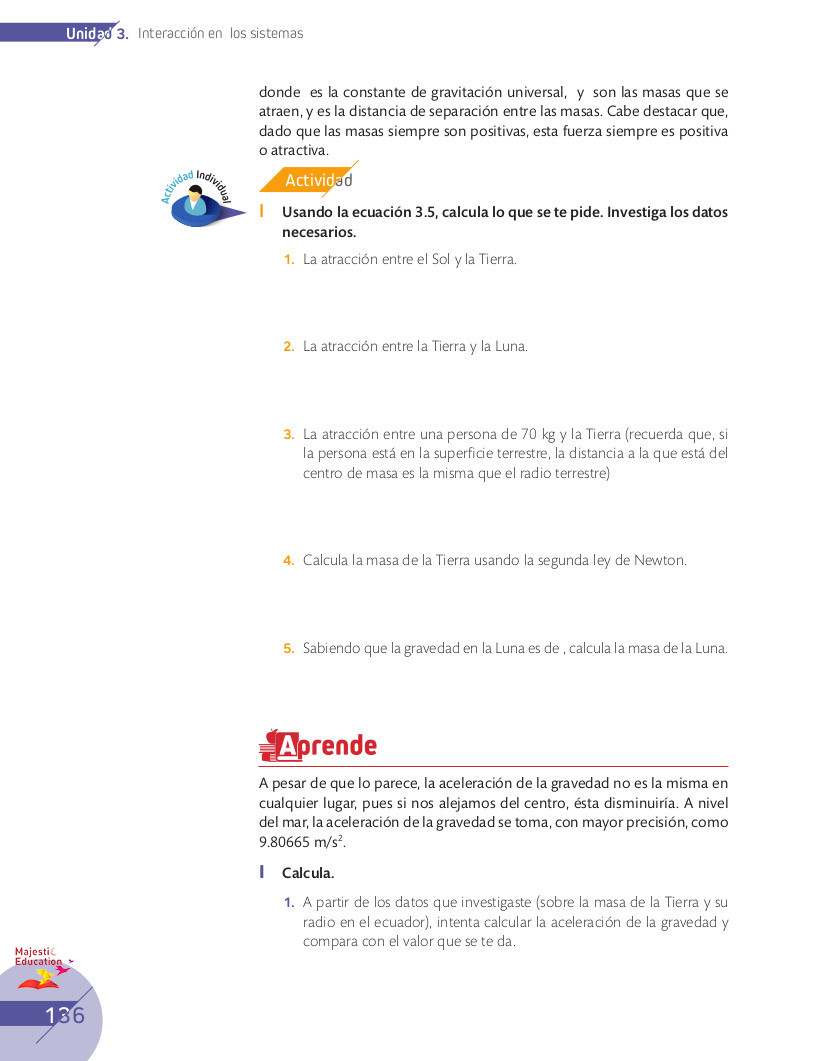 Unidad 3. Interacción en los sistemas
donde es la constante de gravitación universal, y son las masas que se
atraen, y es la distancia de separación entre las masas. Cabe destacar que,
dado que las masas siempre son positivas, esta fuerza siempre es positiva
o atractiva.
Actividad Individual
Actividad
I Usando la ecuación 3.5, calcula lo que se te pide. Investiga los datos
necesarios.
1. La atracción entre el Sol y la Tierra.
2. La atracción entre la Tierra y la Luna.
3. La atracción entre una persona de 70 kg y la Tierra (recuerda que, si
la persona está en la superficie terrestre, la distancia a la que está del
centro de masa es la misma que el radio terrestre)
4. Calcula la masa de la Tierra usando la segunda ley de Newton.
5. Sabiendo que la gravedad en la Luna es de , calcula la masa de la Luna.
Aprende
A pesar de que lo parece, la aceleración de la gravedad no es la misma en
cualquier lugar, pues si nos alejamos del centro, ésta disminuiría. A nivel
del mar, la aceleración de la gravedad se toma, con mayor precisión, como
9.80665 m/s².
I Calcula.
1. A partir de los datos que investigaste (sobre la masa de la Tierra y su
radio en el ecuador), intenta calcular la aceleración de la gravedad y
compara con el valor que se te da.
Majestic
Education
136